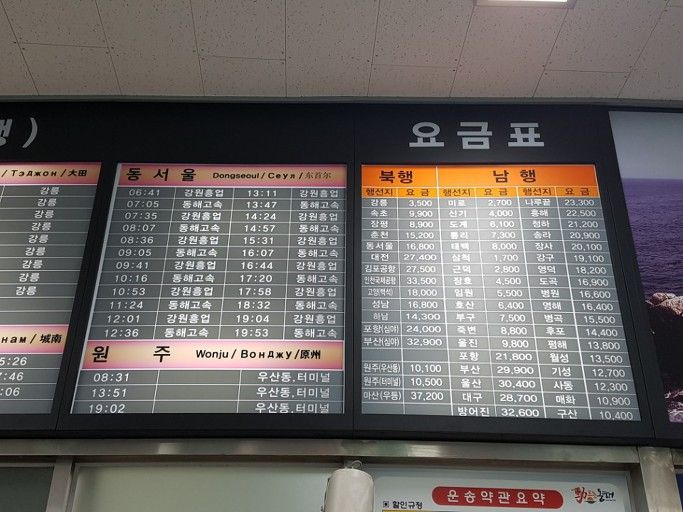 행)
요금표
/ Тэджон / 大田
강릉
강릉
강릉
강릉
강릉
강릉
강릉
강릉
강릉
нам / 城南
5:26
7:46
:06
동서울 Dongseoul / Сеул / 东首尔
06:41 강원흥업 13:11 강원흥업
07:05 동해고속 13:47 동해고속
07:35 강원흥업 14:24 강원흥업
08:07 동해고속 14:57 동해고속
08:36 강원흥업 15:31 강원흥업
09:05 동해고속 16:07 동해고속
09:41 강원흥업 16:44 강원흥업
10:16 동해고속 17:20 동해고속
10:53 강원흥업 17:58 강원흥업
11:24 동해고속 18:32 동해고속
12:01 강원흥업 19:04 강원흥업
12:36 동해고속 19:53 동해고속
원 주 Wonju / Вонджу / 原州
08:31 우산동,터미널
13:51 우산동,터미널
19:02 우산동,터미널
북행 남행
행선지 요금 행선지 요금 행선지 요금
강릉 3,500 미로 2,700 나루끝 23,300
속초 9,900 신기 4,000 흥해 22,500
장평 8,900 도계 6,100 청하 21,200
춘천 15,200 통리 7,300 송라 20,900
동서울 16,800 태백 8,000 장사 20,100
대전 27,400 삼척 1,700 강구 19,100
김포공항 27,500 근덕 2,800 영덕 18,200
인천국제공항 33,500 장호 4,500 도곡 16,900
고양(백석) 18,000 임원 5,500 병원 16,600
성남 16,800 호산 6,400 영해 16,400
하남 14,300 부구 7,500 병곡 15,500
포항(심야) 24,000 죽변 8,800 후포 14,400
부산(심야) 32,900 울진 9,800 평해 13,800
포항 21,800 월성 13,500
원주(우산동) 10,100 부산 29,900 기성 12,700
원주(터미널) 10,500 울산 30,400 사동 12,300
마산(우등) 37,200 대구 28,700 매화 10,900
방어진 32,600 구산 10,400
■ 할인규정
운송약관요약